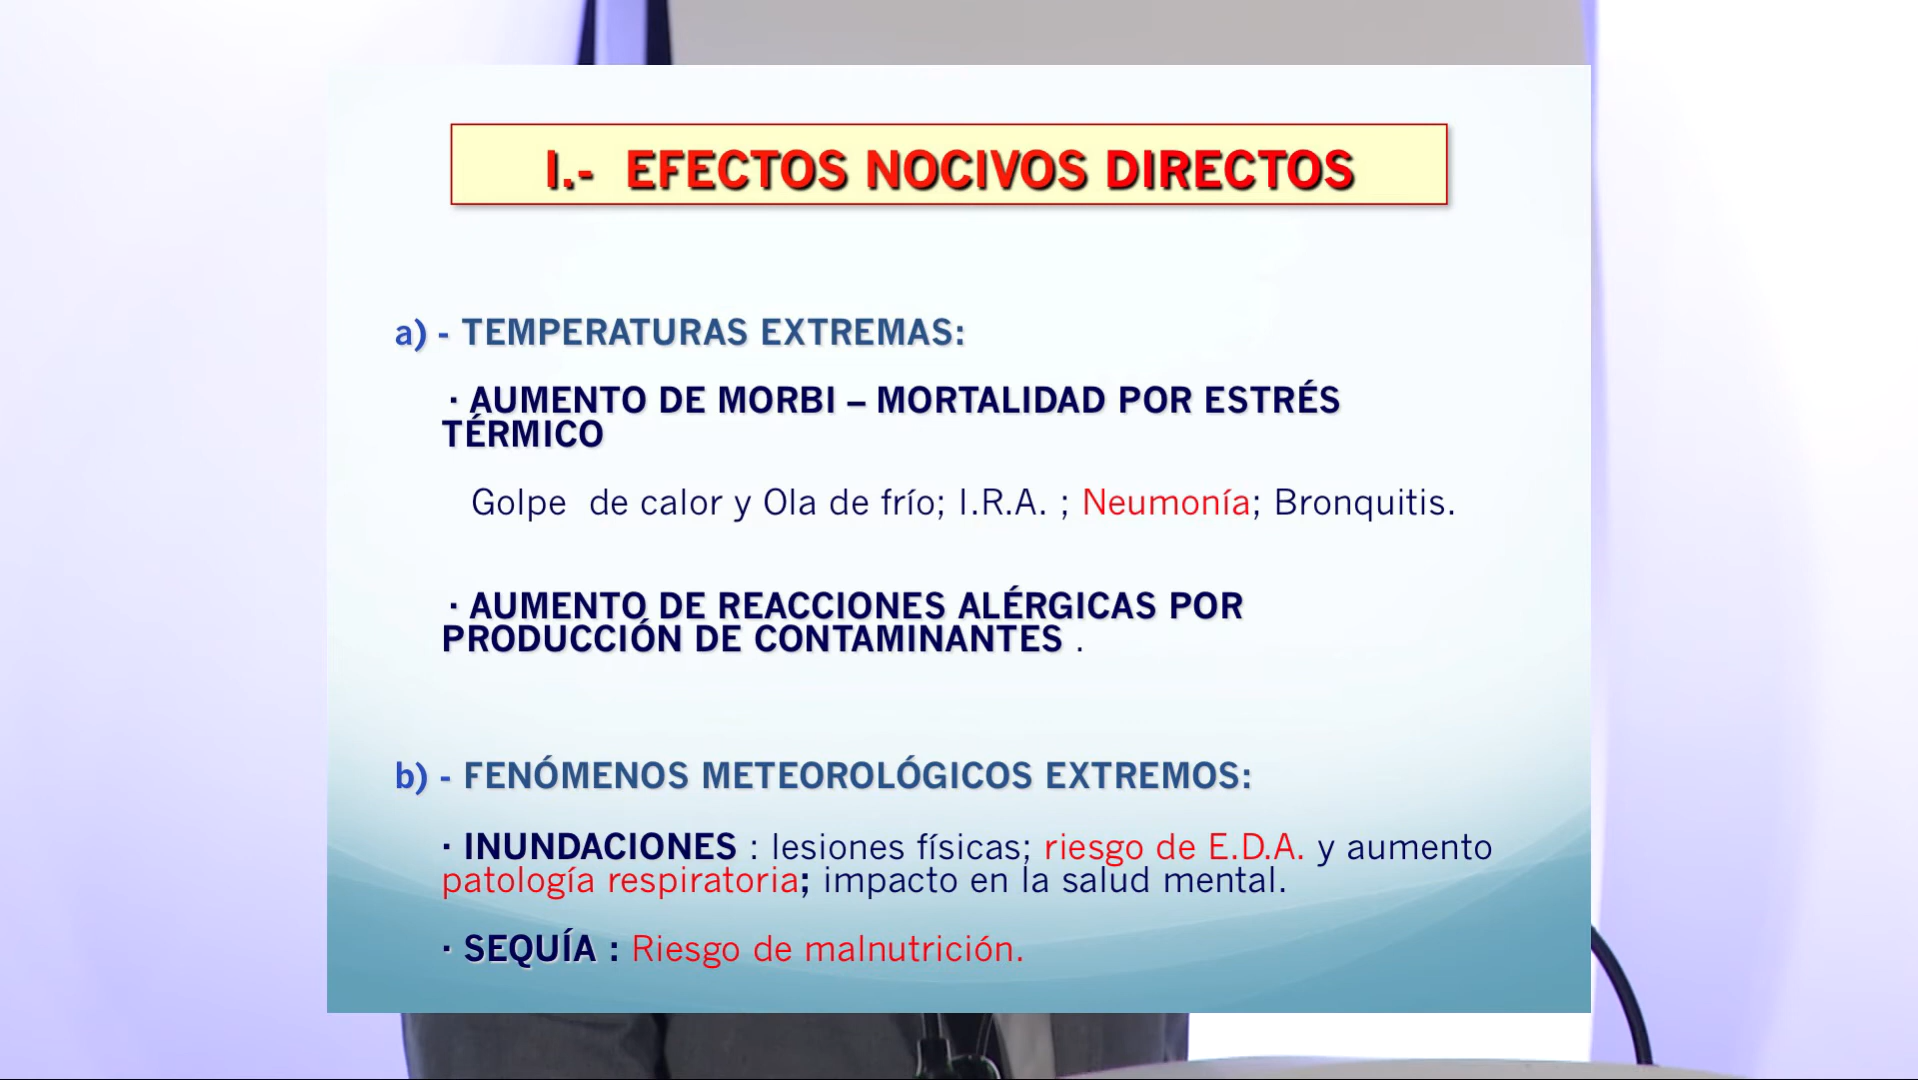 I.- EFECTOS NOCIVOS DIRECTOS
a) - TEMPERATURAS EXTREMAS:
· AUMENTO DE MORBI – MORTALIDAD POR ESTRÉS
TÉRMICO
Golpe de calor y Ola de frío; I.R.A. ; Neumonía; Bronquitis.
· AUMENTO DE REACCIONES ALÉRGICAS POR
PRODUCCIÓN DE CONTAMINANTES .
b) - FENÓMENOS METEOROLÓGICOS EXTREMOS:
· INUNDACIONES : lesiones físicas; riesgo de E.D.A. y aumento
patología respiratoria; impacto en la salud mental.
· SEQUÍA : Riesgo de malnutrición.